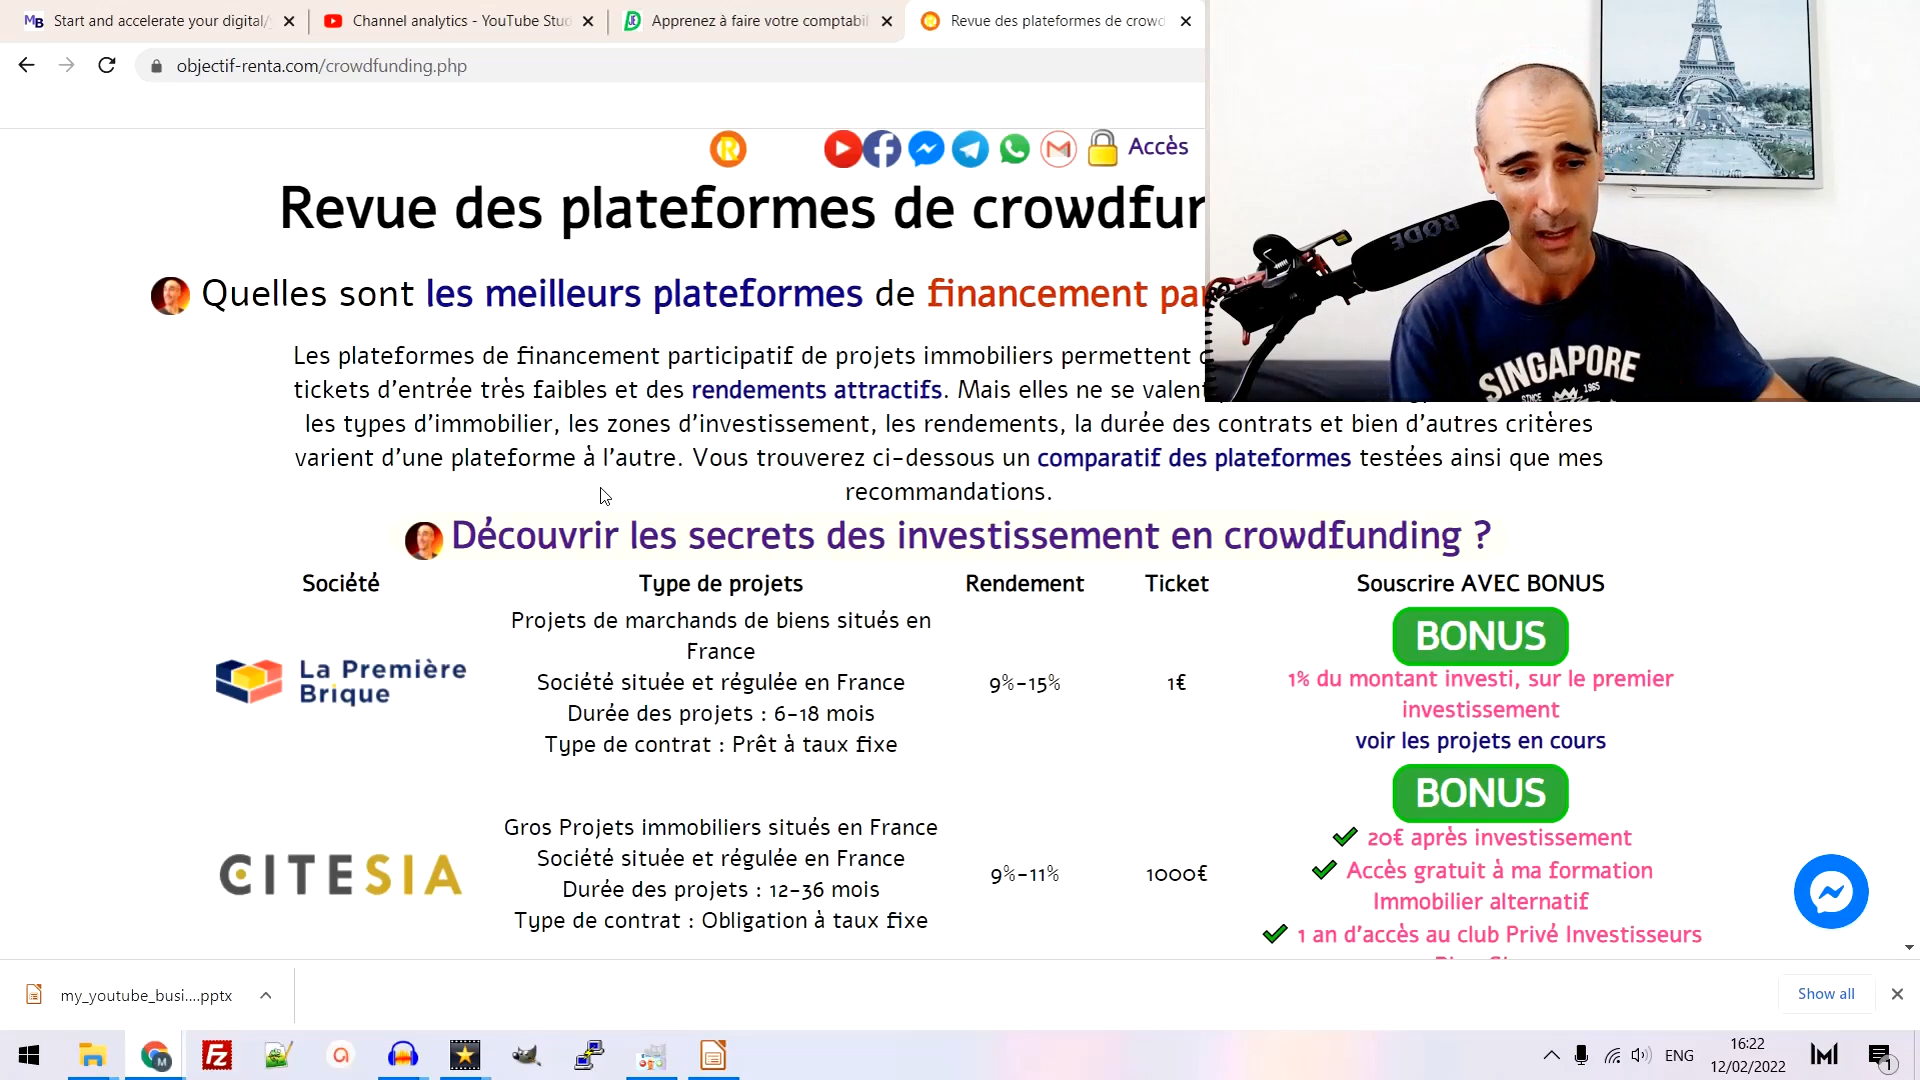 MB Start and accelerate your digital/
Channel analytics - YouTube Stud
Apprenez à faire votre comptabil
Revue des plateformes de crowd
objectif-renta.com/crowdfunding.php
Accès
Revue des plateformes de crowdfun
RØDE
Quelles sont les meilleurs plateformes de financement par
Les plateformes de financement participatif de projets immobiliers permettent
tickets d'entrée très faibles et des rendements attractifs. Mais elles ne se valent
les types d'immobilier, les zones d'investissement, les rendements, la durée des contrats et bien d'autres critères
varient d'une plateforme à l'autre. Vous trouverez ci-dessous un comparatif des plateformes testées ainsi que mes
recommandations.
SINGAPORE
SINCE 1965
Découvrir les secrets des investissement en crowdfunding ?
Société Type de projets Rendement Ticket Souscrire AVEC BONUS
La Première
Brique
Projets de marchands de biens situés en
France
Société située et régulée en France
Durée des projets : 6-18 mois
Type de contrat : Prêt à taux fixe
9%-15%
1€
BONUS
1% du montant investi, sur le premier
investissement
voir les projets en cours
CITESIA
Gros Projets immobiliers situés en France
Société située et régulée en France
Durée des projets : 12-36 mois
Type de contrat : Obligation à taux fixe
9%-11%
1000€
BONUS
20€ après investissement
Accès gratuit à ma formation
Immobilier alternatif
1 an d'accès au club Privé Investisseurs
my_youtube_busi....pptx
Show all
ENG
16:22
12/02/2022
1